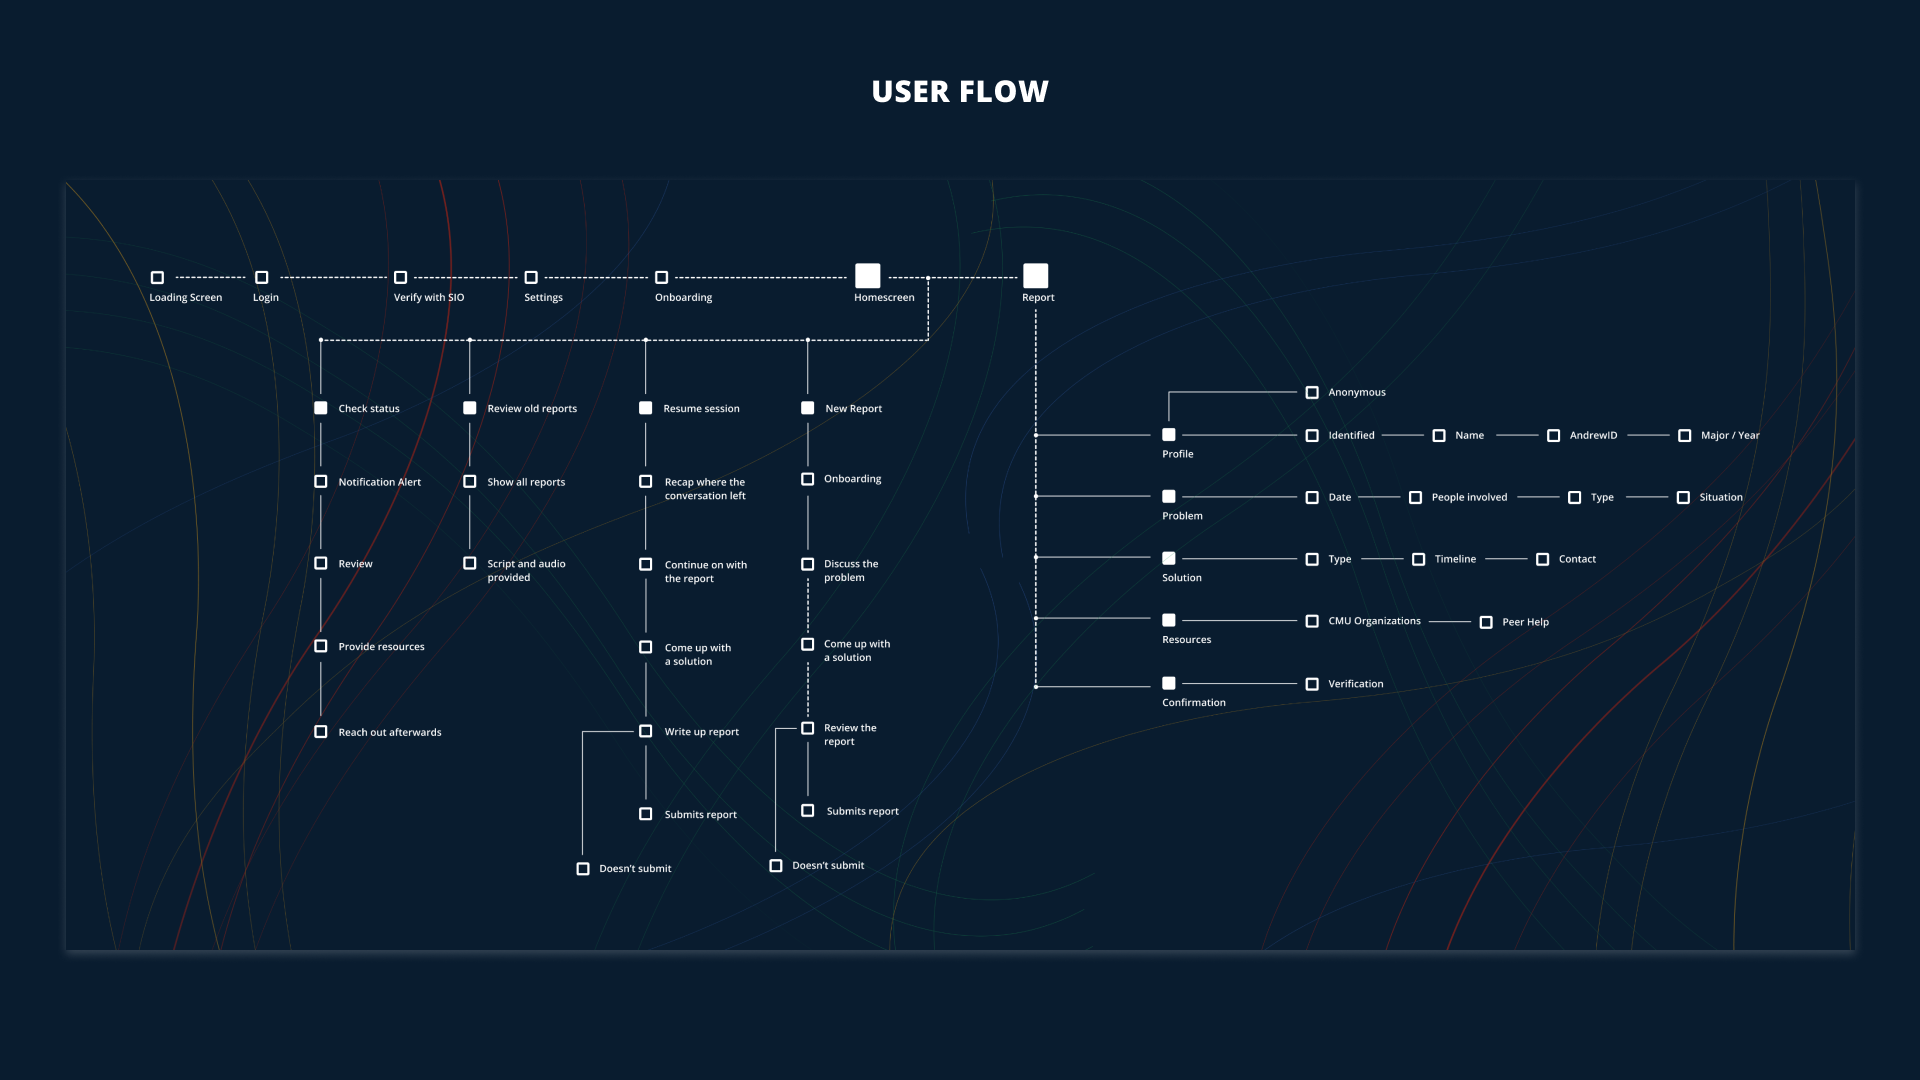 USER FLOW
Loading Screen
Login
Verify with SIO
Settings
Onboarding
Homescreen
Report
Check status
Notification Alert
Review
Provide resources
Reach out afterwards
Review old reports
Show all reports
Script and audio
provided
Resume session
Recap where the
conversation left
Continue on with
the report
Come up with
a solution
Write up report
Submits report
Doesn't submit
New Report
Onboarding
Discuss the
problem
Come up with
a solution
Review the
report
Submits report
Doesn't submit
Anonymous
Profile
Identified
Name
AndrewID
Major / Year
Problem
Date
People involved
Type
Situation
Solution
Type
Timeline
Contact
Resources
CMU Organizations
Peer Help
Confirmation
Verification